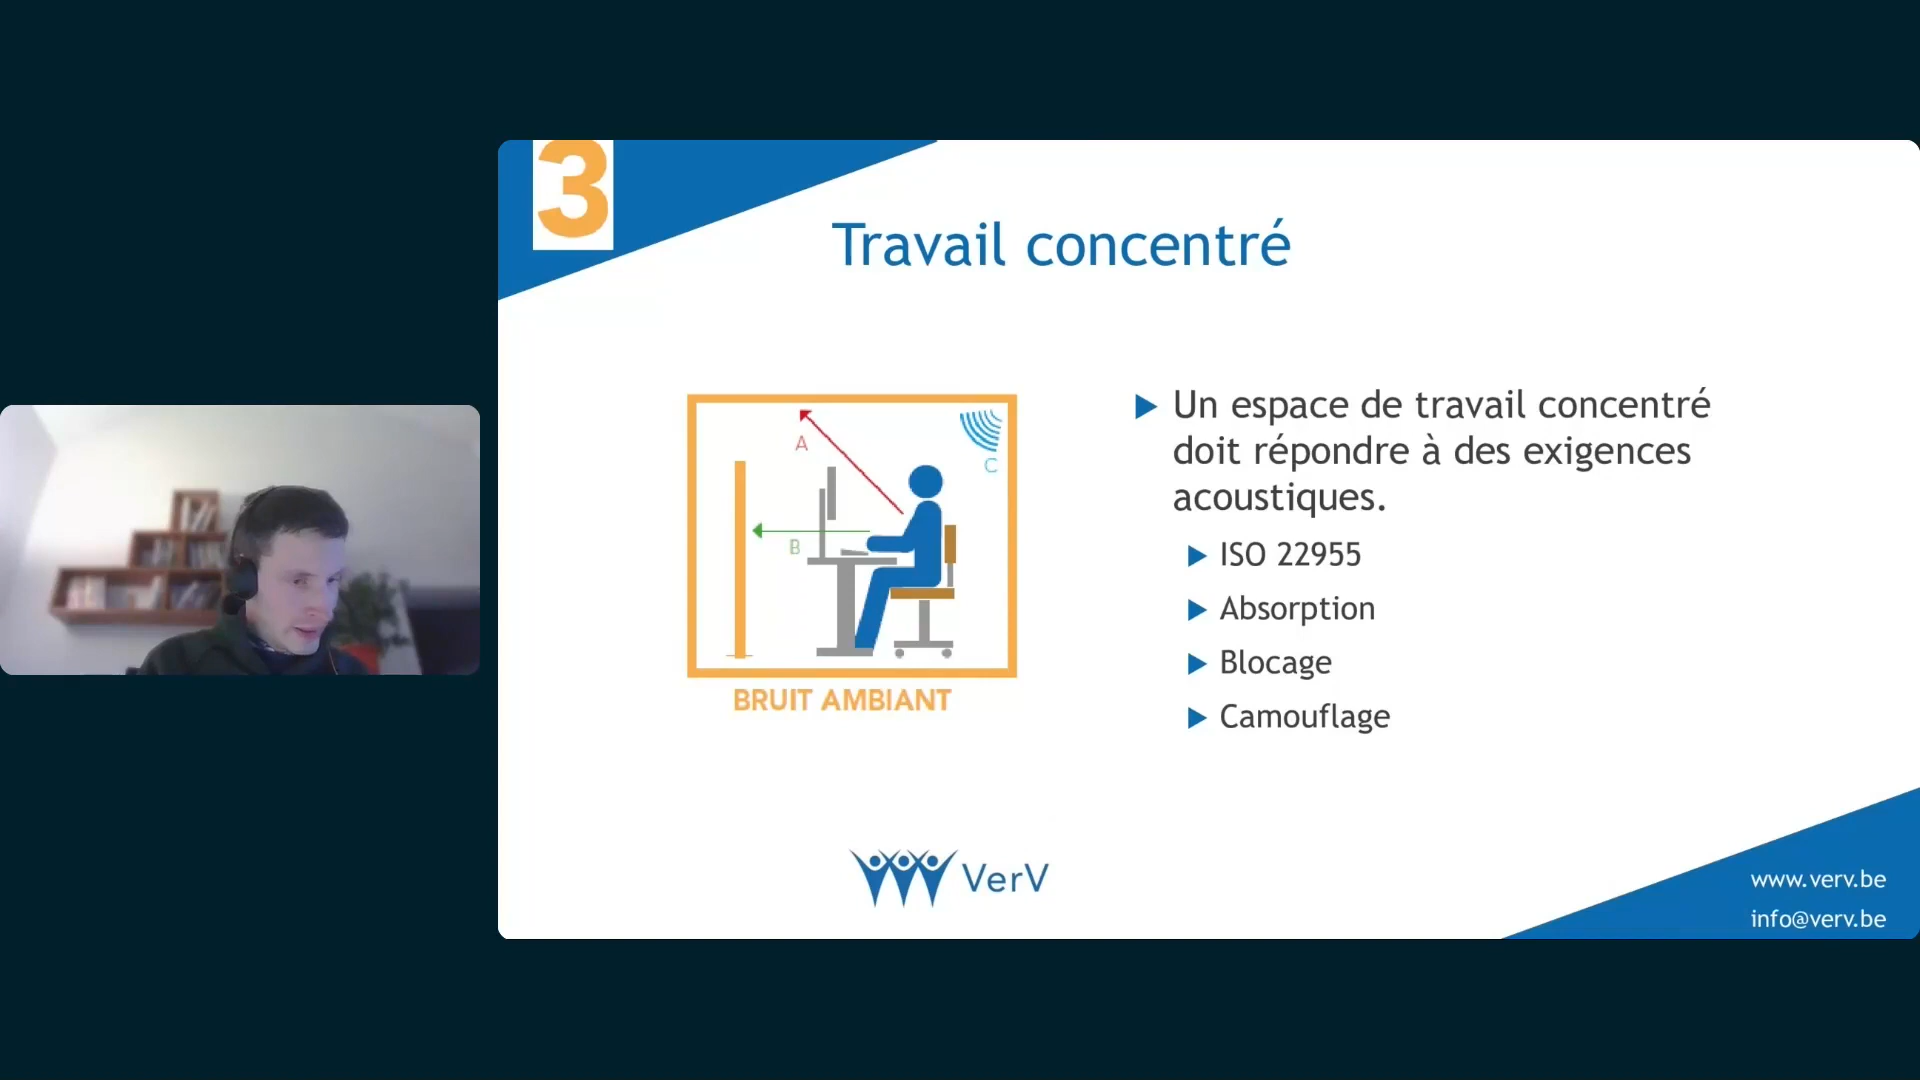 3
Travail concentré
A
B
C
BRUIT AMBIANT
Un espace de travail concentré
doit répondre à des exigences
acoustiques.
ISO 22955
Absorption
Blocage
Camouflage
VerV
www.verv.be
info@verv.be